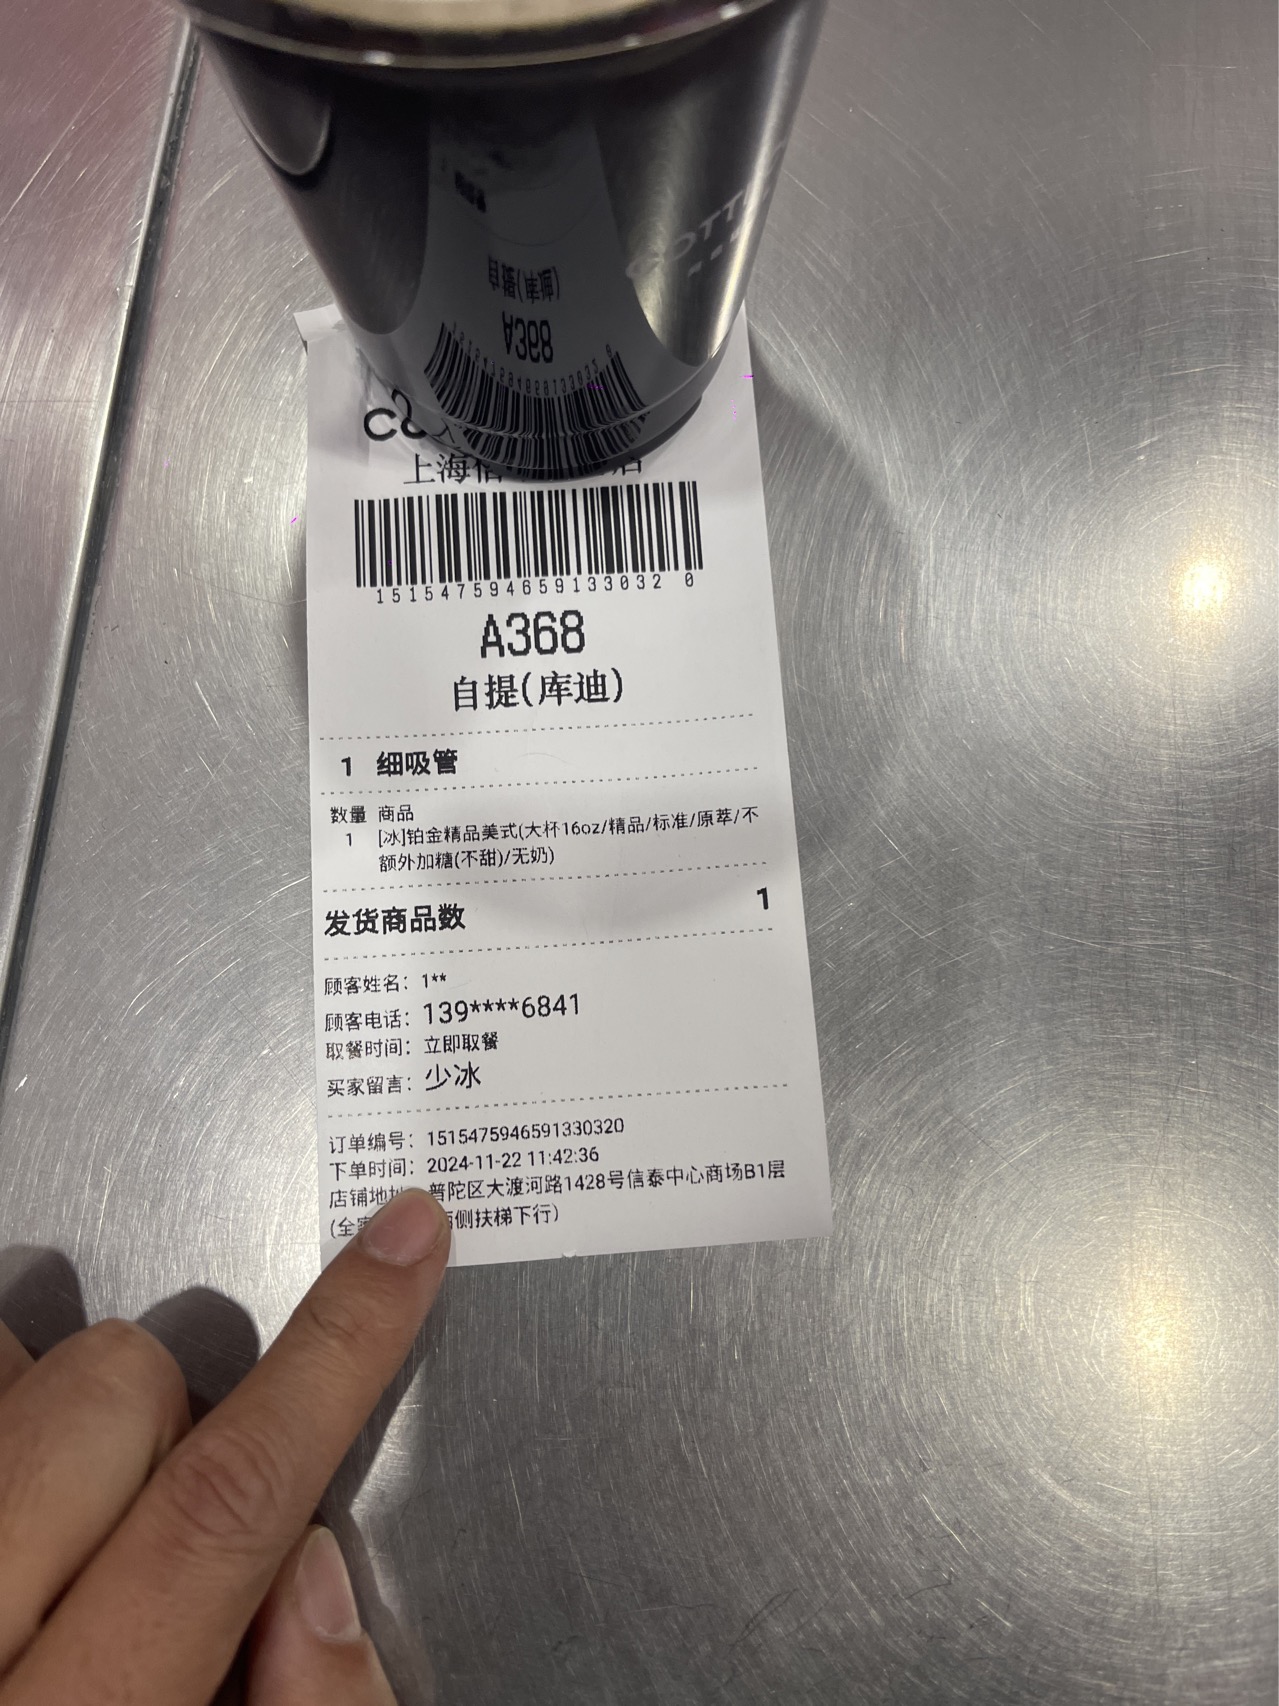 COTTI
上海信
1515475946591330320
A368
自提(库迪)
1 细吸管
数量 商品
1 [冰]铂金精品美式(大杯16oz/精品/标准/原萃/不
额外加糖(不甜)/无奶)
发货商品数 1
顾客姓名: 1**
顾客电话: 139****6841
取餐时间: 立即取餐
买家留言: 少冰
订单编号: 1515475946591330320
下单时间: 2024-11-22 11:42:36
店铺地址 普陀区大渡河路1428号信泰中心商场B1层
(全 侧扶梯下行)